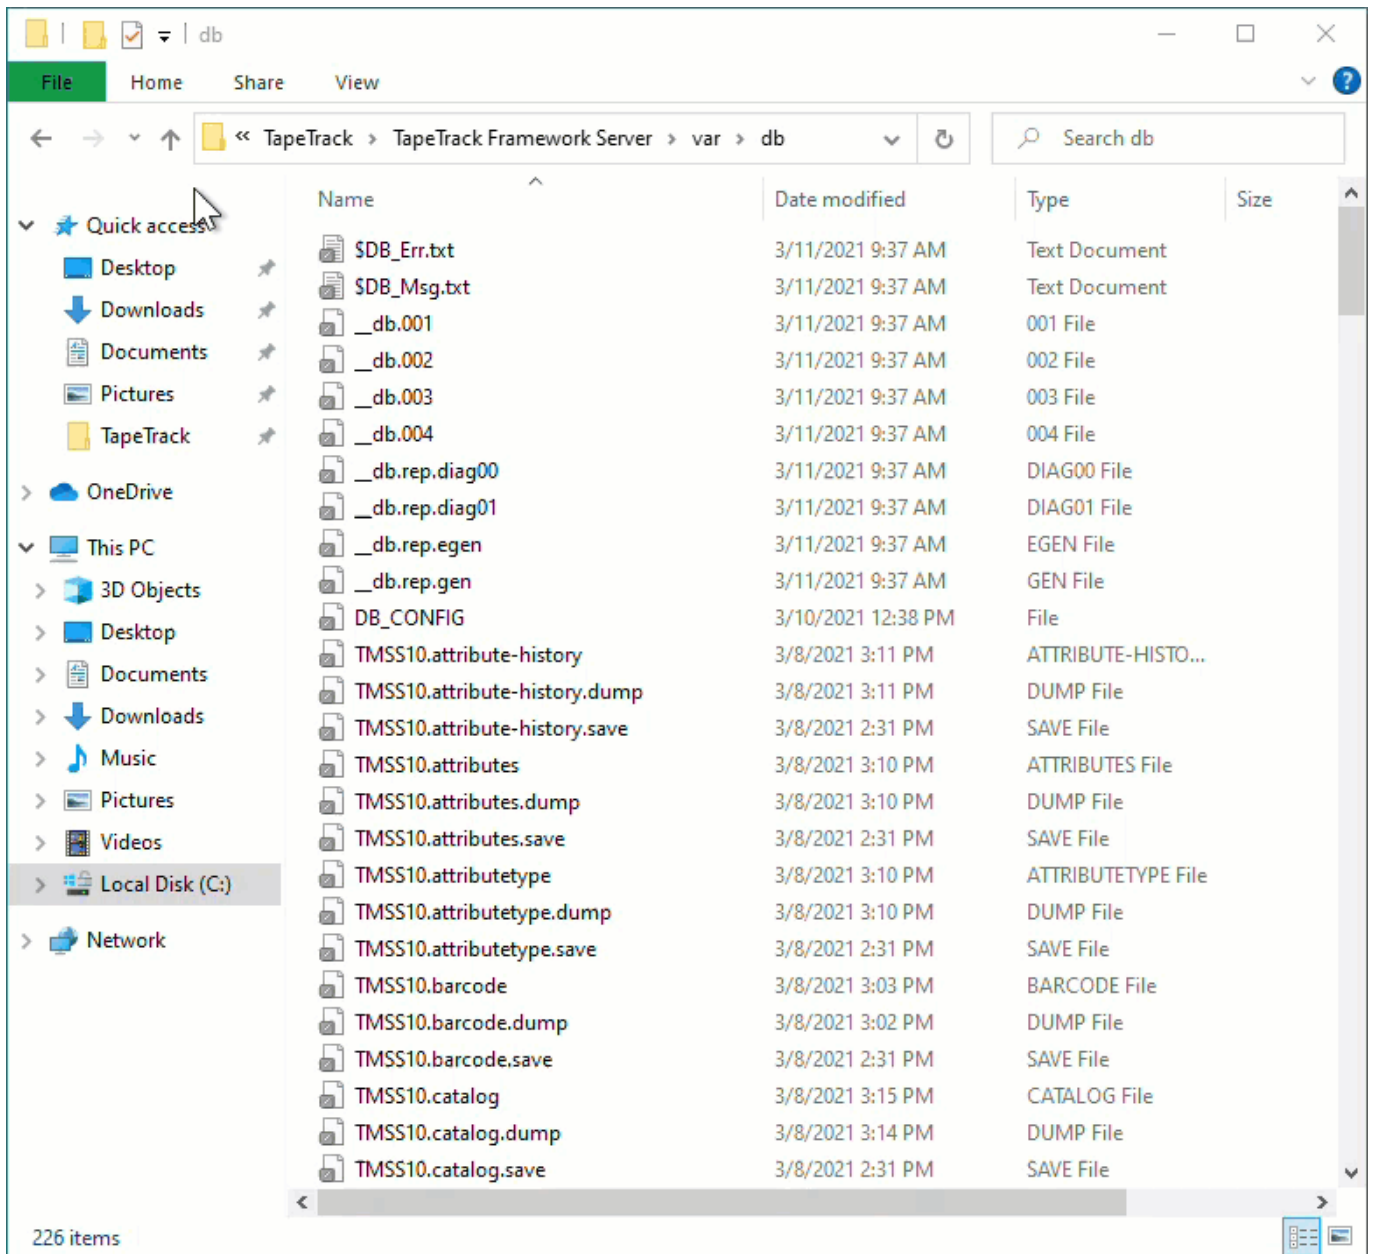 db
File Home Share View
« TapeTrack > TapeTrack Framework Server > var > db Search db
Name Date modified Type Size
Quick access
Desktop
Downloads
Documents
Pictures
TapeTrack
OneDrive
This PC
3D Objects
Desktop
Documents
Downloads
Music
Pictures
Videos
Local Disk (C:)
Network
$DB_Err.txt 3/11/2021 9:37 AM Text Document
$DB_Msg.txt 3/11/2021 9:37 AM Text Document
__db.001 3/11/2021 9:37 AM 001 File
__db.002 3/11/2021 9:37 AM 002 File
__db.003 3/11/2021 9:37 AM 003 File
__db.004 3/11/2021 9:37 AM 004 File
__db.rep.diag00 3/11/2021 9:37 AM DIAG00 File
__db.rep.diag01 3/11/2021 9:37 AM DIAG01 File
__db.rep.egen 3/11/2021 9:37 AM EGEN File
__db.rep.gen 3/11/2021 9:37 AM GEN File
DB_CONFIG 3/10/2021 12:38 PM File
TMSS10.attribute-history 3/8/2021 3:11 PM ATTRIBUTE-HISTO...
TMSS10.attribute-history.dump 3/8/2021 3:11 PM DUMP File
TMSS10.attribute-history.save 3/8/2021 2:31 PM SAVE File
TMSS10.attributes 3/8/2021 3:10 PM ATTRIBUTES File
TMSS10.attributes.dump 3/8/2021 3:10 PM DUMP File
TMSS10.attributes.save 3/8/2021 2:31 PM SAVE File
TMSS10.attributetype 3/8/2021 3:10 PM ATTRIBUTETYPE File
TMSS10.attributetype.dump 3/8/2021 3:10 PM DUMP File
TMSS10.attributetype.save 3/8/2021 2:31 PM SAVE File
TMSS10.barcode 3/8/2021 3:03 PM BARCODE File
TMSS10.barcode.dump 3/8/2021 3:02 PM DUMP File
TMSS10.barcode.save 3/8/2021 2:31 PM SAVE File
TMSS10.catalog 3/8/2021 3:15 PM CATALOG File
TMSS10.catalog.dump 3/8/2021 3:14 PM DUMP File
TMSS10.catalog.save 3/8/2021 2:31 PM SAVE File
226 items